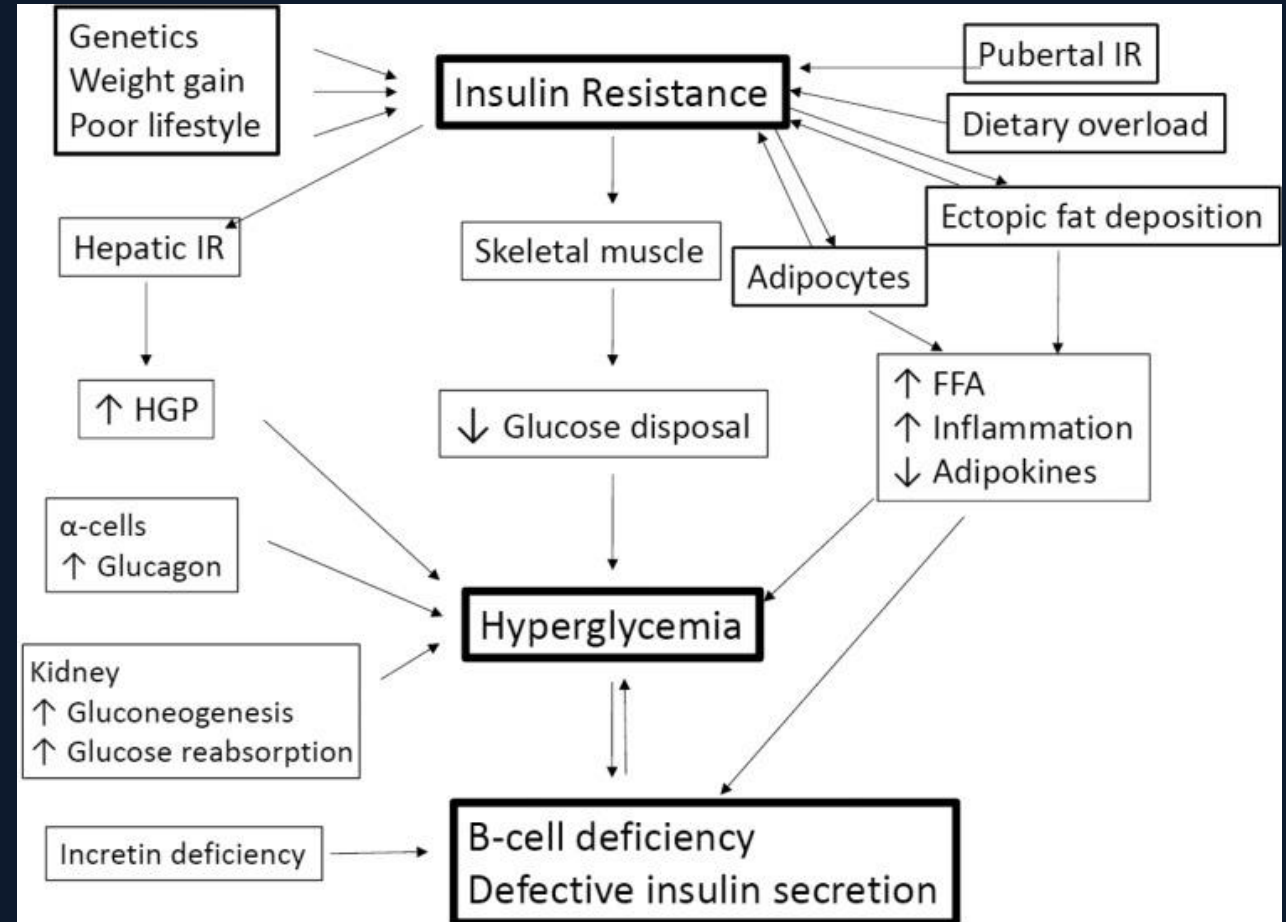 Genetics
Weight gain
Poor lifestyle
Insulin Resistance
Pubertal IR
Dietary overload
Ectopic fat deposition
Hepatic IR
Skeletal muscle
Adipocytes
↑ HGP
↓ Glucose disposal
↑ FFA
↑ Inflammation
↓ Adipokines
α-cells
↑ Glucagon
Hyperglycemia
Kidney
↑ Gluconeogenesis
↑ Glucose reabsorption
Incretin deficiency
B-cell deficiency
Defective insulin secretion